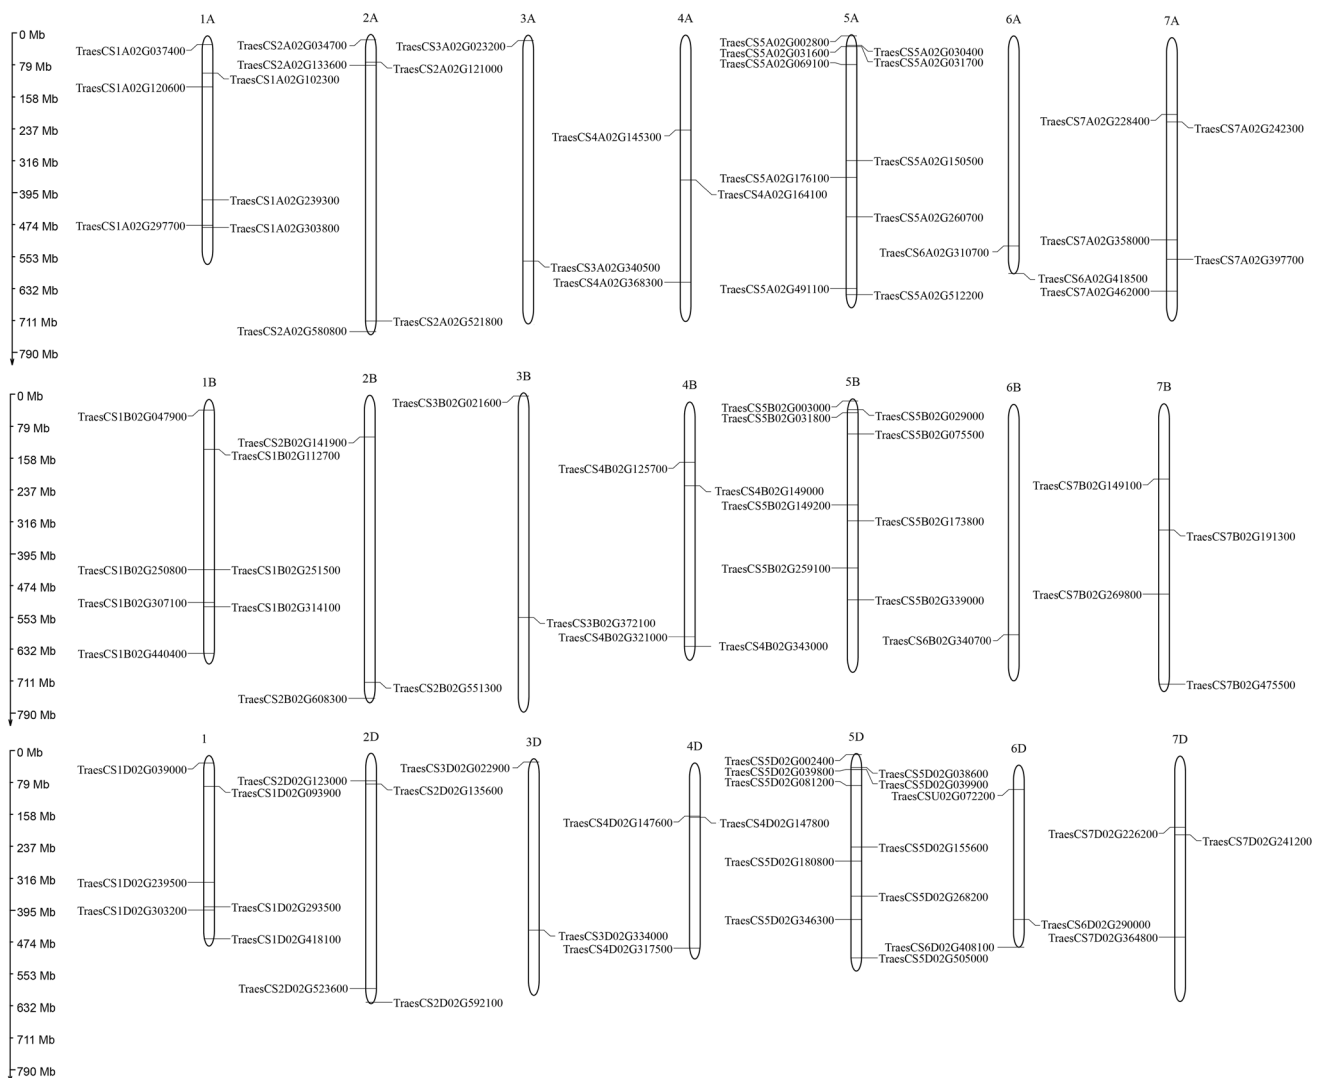 1A 2A 3A 4A 5A 6A 7A
0 Mb
79 Mb
158 Mb
237 Mb
316 Mb
395 Mb
474 Mb
553 Mb
632 Mb
711 Mb
790 Mb
TraesCS1A02G037400
TraesCS1A02G102300
TraesCS1A02G120600
TraesCS1A02G239300
TraesCS1A02G297700
TraesCS1A02G303800
TraesCS2A02G034700
TraesCS2A02G133600
TraesCS2A02G121000
TraesCS2A02G521800
TraesCS2A02G580800
TraesCS3A02G023200
TraesCS3A02G340500
TraesCS4A02G145300
TraesCS4A02G164100
TraesCS4A02G368300
TraesCS5A02G002800
TraesCS5A02G031600
TraesCS5A02G069100
TraesCS5A02G030400
TraesCS5A02G031700
TraesCS5A02G150500
TraesCS5A02G176100
TraesCS5A02G260700
TraesCS5A02G491100
TraesCS5A02G512200
TraesCS6A02G310700
TraesCS6A02G418500
TraesCS7A02G228400
TraesCS7A02G242300
TraesCS7A02G358000
TraesCS7A02G397700
TraesCS7A02G462000
1B 2B 3B 4B 5B 6B 7B
0 Mb
79 Mb
158 Mb
237 Mb
316 Mb
395 Mb
474 Mb
553 Mb
632 Mb
711 Mb
790 Mb
TraesCS1B02G047900
TraesCS1B02G112700
TraesCS1B02G250800
TraesCS1B02G251500
TraesCS1B02G307100
TraesCS1B02G314100
TraesCS1B02G440400
TraesCS2B02G141900
TraesCS2B02G551300
TraesCS2B02G608300
TraesCS3B02G021600
TraesCS3B02G372100
TraesCS4B02G125700
TraesCS4B02G149000
TraesCS4B02G321000
TraesCS4B02G343000
TraesCS5B02G003000
TraesCS5B02G031800
TraesCS5B02G029000
TraesCS5B02G075500
TraesCS5B02G149200
TraesCS5B02G173800
TraesCS5B02G259100
TraesCS5B02G339000
TraesCS6B02G340700
TraesCS7B02G149100
TraesCS7B02G191300
TraesCS7B02G269800
TraesCS7B02G475500
1 2D 3D 4D 5D 6D 7D
0 Mb
79 Mb
158 Mb
237 Mb
316 Mb
395 Mb
474 Mb
553 Mb
632 Mb
711 Mb
790 Mb
TraesCS1D02G039000
TraesCS1D02G093900
TraesCS1D02G239500
TraesCS1D02G293500
TraesCS1D02G303200
TraesCS1D02G418100
TraesCS2D02G123000
TraesCS2D02G135600
TraesCS2D02G523600
TraesCS2D02G592100
TraesCS3D02G022900
TraesCS3D02G334000
TraesCS4D02G147600
TraesCS4D02G147800
TraesCS4D02G317500
TraesCS5D02G002400
TraesCS5D02G039800
TraesCS5D02G081200
TraesCS5D02G038600
TraesCS5D02G039900
TraesCS5D02G155600
TraesCS5D02G180800
TraesCS5D02G268200
TraesCS5D02G346300
TraesCS5D02G505000
TraesCSU02G072200
TraesCS6D02G290000
TraesCS6D02G408100
TraesCS7D02G226200
TraesCS7D02G241200
TraesCS7D02G364800